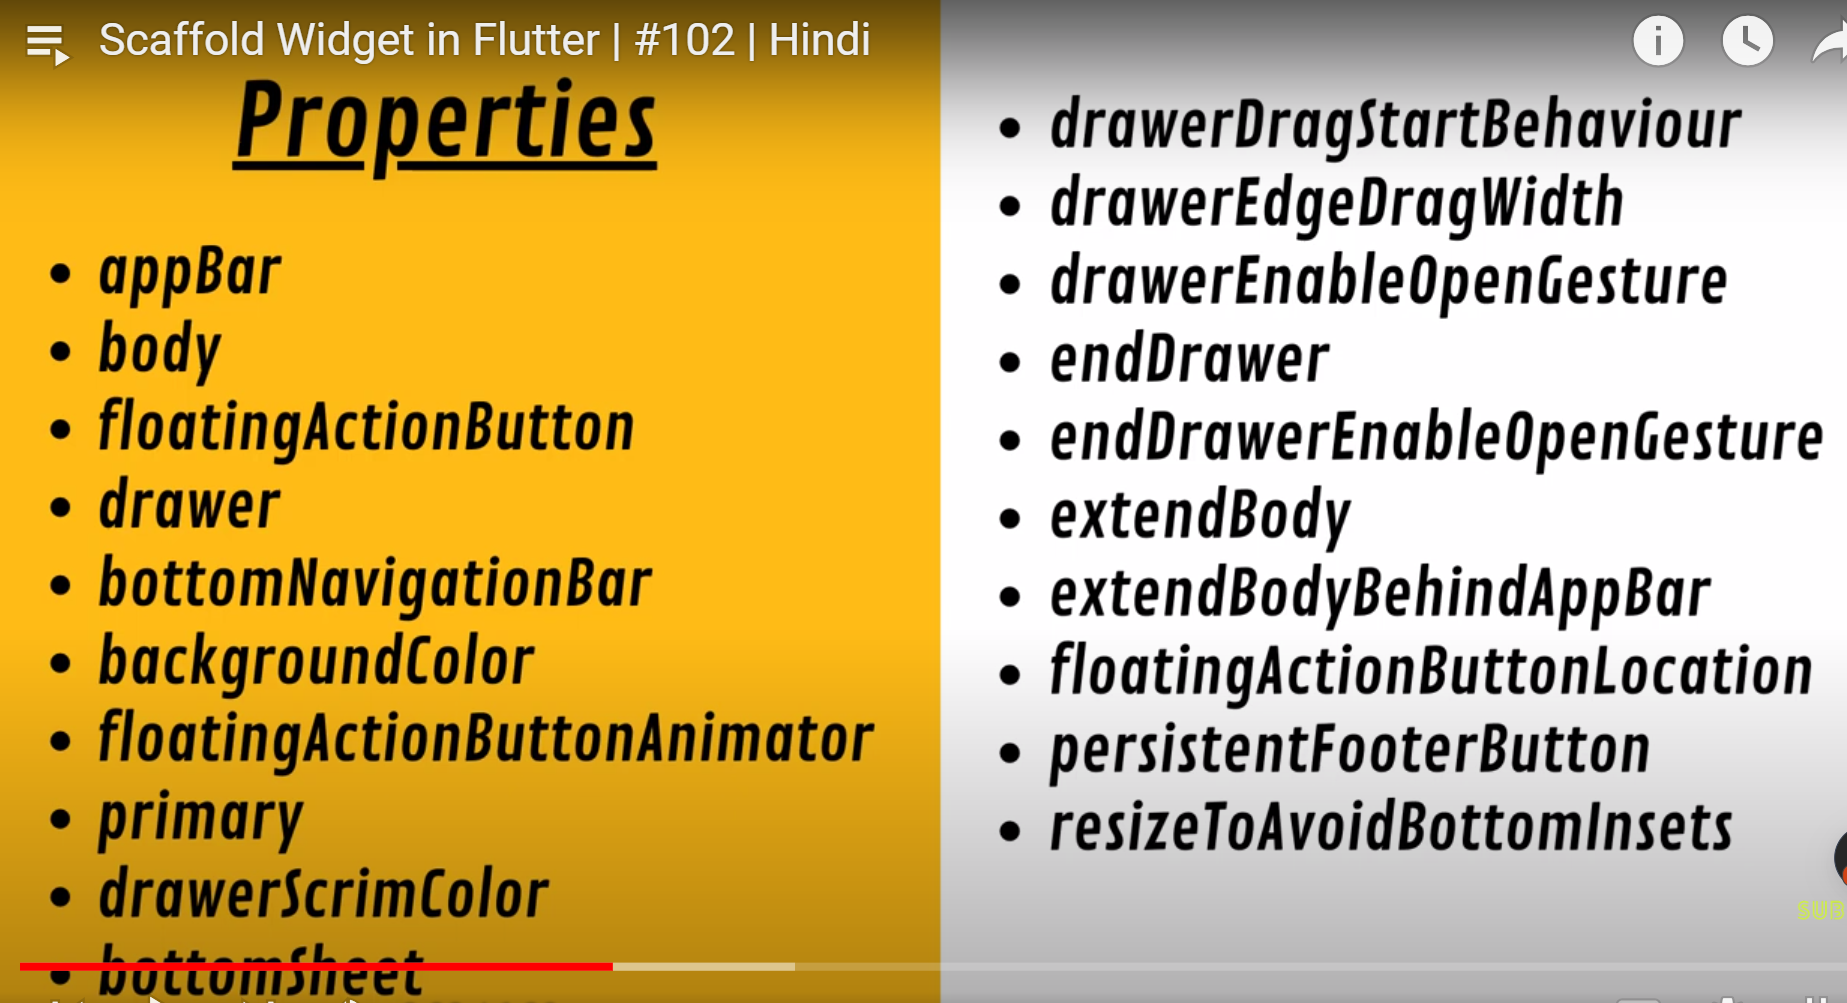 Scaffold Widget in Flutter | #102 | Hindi
Properties
• appBar
• body
• floatingActionButton
• drawer
• bottomNavigationBar
• backgroundColor
• floatingActionButtonAnimator
• primary
• drawerScrimColor
• bottomSheet
• drawerDragStartBehaviour
• drawerEdgeDragWidth
• drawerEnableOpenGesture
• endDrawer
• endDrawerEnableOpenGesture
• extendBody
• extendBodyBehindAppBar
• floatingActionButtonLocation
• persistentFooterButton
• resizeToAvoidBottomInsets
SUB